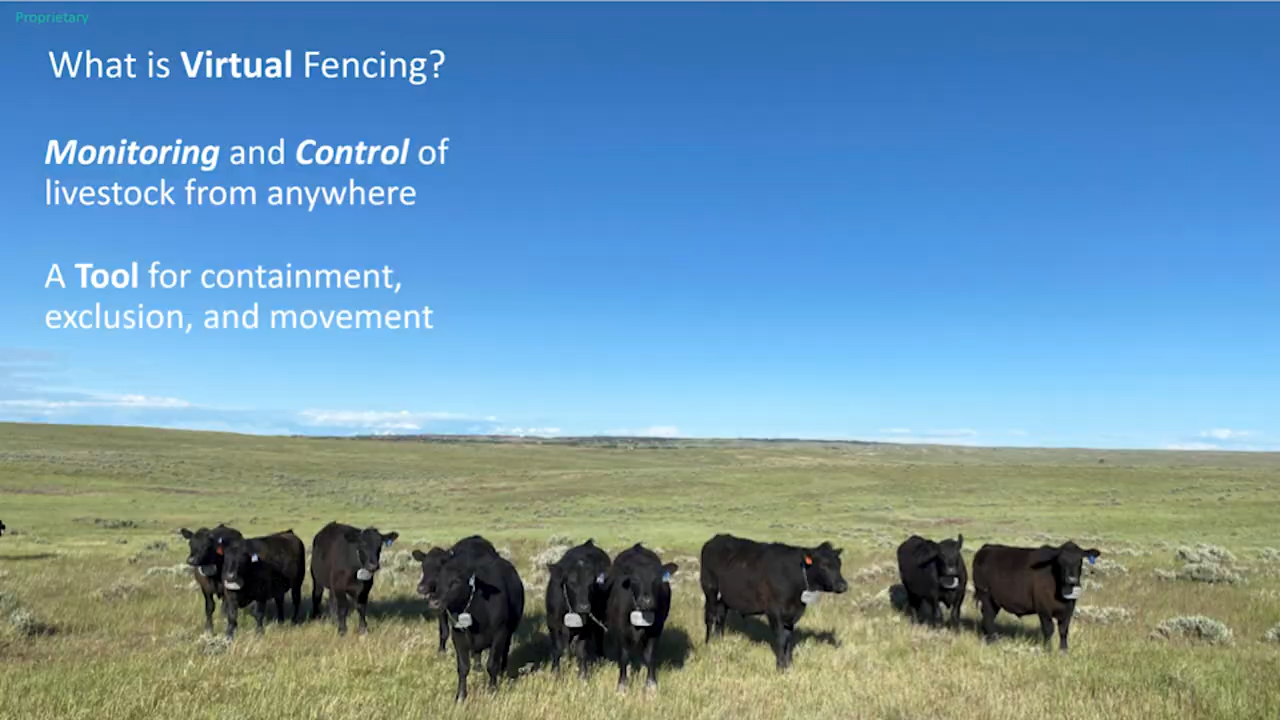 Proprietary
What is Virtual Fencing?
Monitoring and Control of
livestock from anywhere
A Tool for containment,
exclusion, and movement